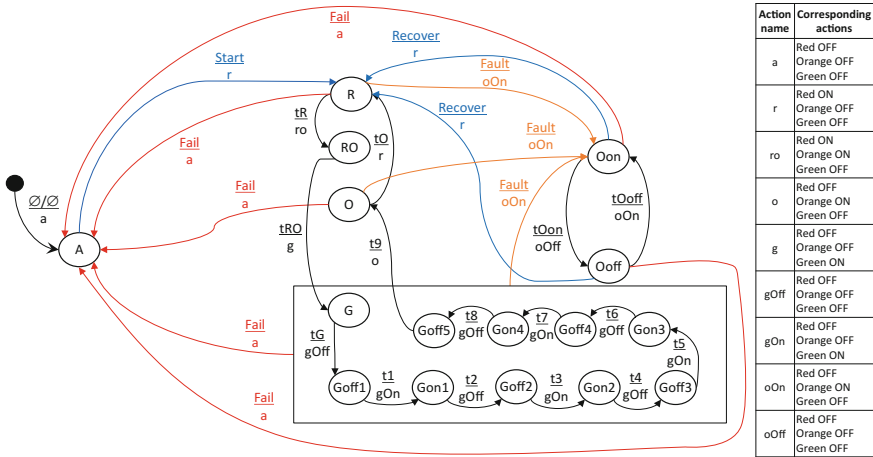 Fail
a
Start
r
Recover
r
Fault
oOn
R
Recover
r
Fail
a
tR
ro
tO
r
RO
Fault
oOn
Oon
Fail
a
O
Fault
oOn
tOon
oOff
tOoff
oOn
∅/∅
a
A
tRO
g
t9
o
Ooff
G
Goff5
t8
gOff
Gon4
t7
gOn
Goff4
t6
gOff
Gon3
Fail
a
tG
gOff
t5
gOn
Goff1
t1
gOn
Gon1
t2
gOff
Goff2
t3
gOn
Gon2
t4
gOff
Goff3
Fail
a
Action name Corresponding actions
a
Red OFF
Orange OFF
Green OFF
r
Red ON
Orange OFF
Green OFF
ro
Red ON
Orange ON
Green OFF
o
Red OFF
Orange ON
Green OFF
g
Red OFF
Orange OFF
Green ON
gOff
Red OFF
Orange OFF
Green OFF
gOn
Red OFF
Orange OFF
Green ON
oOn
Red OFF
Orange ON
Green OFF
oOff
Red OFF
Orange OFF
Green OFF